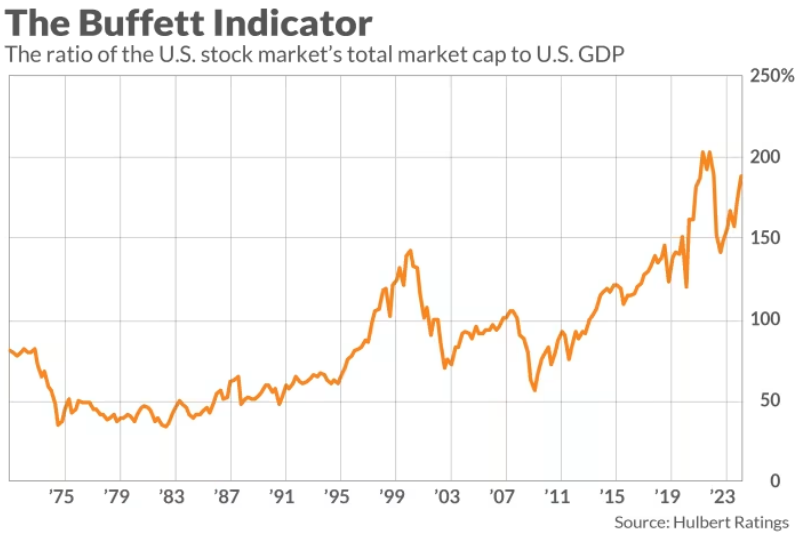 The Buffett Indicator
The ratio of the U.S. stock market's total market cap to U.S. GDP
250%
200
150
100
50
0
'75 '79 '83 '87 '91 '95 '99 '03 '07 '11 '15 '19 '23
Source: Hulbert Ratings